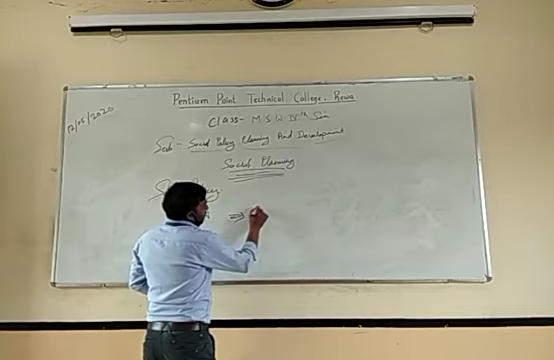 12/05/2020
Pentium Point Technical College, Rewa
Class- M.S.W. IVth Sem
Sub - Social Policy Planning And Development
Social Planning
⇒